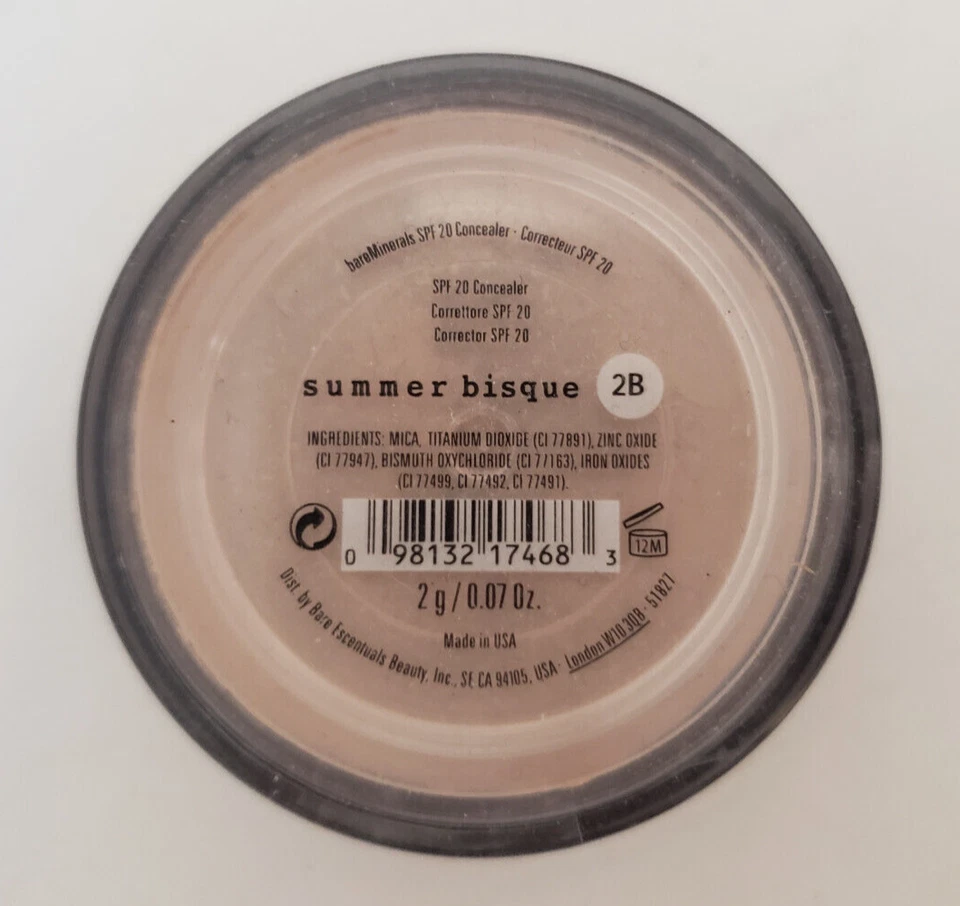 bareMinerals SPF 20 Concealer · Correcteur SPF 20
SPF 20 Concealer
Correttore SPF 20
Corrector SPF 20
summer bisque 2B
INGREDIENTS: MICA, TITANIUM DIOXIDE (CI 77891), ZINC OXIDE
(CI 77947), BISMUTH OXYCHLORIDE (CI 77163), IRON OXIDES
(CI 77499, CI 77492, CI 77491).
0 98132 17468 3
12M
2 g / 0.07 Oz.
Made in USA
Dist. by Bare Escentuals Beauty, Inc., SF, CA 94105, USA · London W10 3QB · 51827